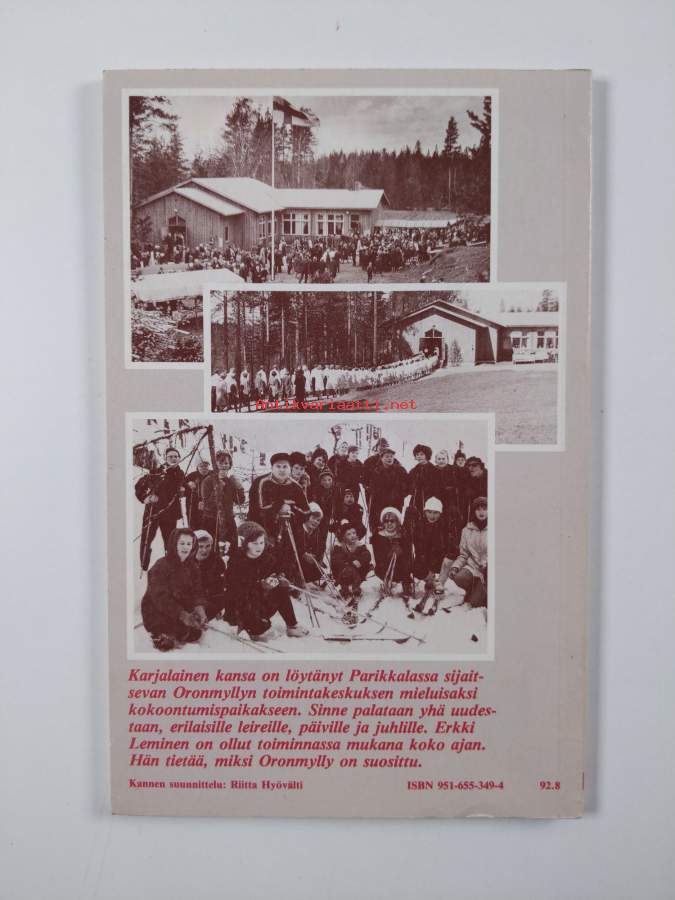 Antikvariaatti.net
Karjalainen kansa on löytänyt Parikkalassa sijait-
sevan Oronmyllyn toimintakeskuksen mieluisaksi
kokoontumispaikakseen. Sinne palataan yhä uudes-
taan, erilaisille leireille, päiville ja juhlille. Erkki
Leminen on ollut toiminnassa mukana koko ajan.
Hän tietää, miksi Oronmylly on suosittu.
Kannen suunnittelu: Riitta Hyövälti ISBN 951-655-349-4 92.8